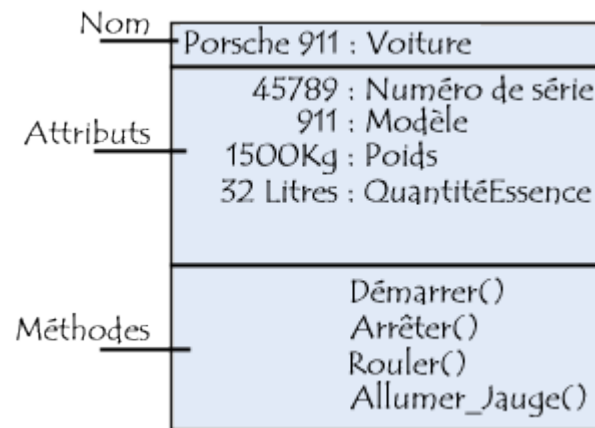 Nom
Porsche 911 : Voiture
Attributs
45789 : Numéro de série
911 : Modèle
1500Kg : Poids
32 Litres : QuantitéEssence
Méthodes
Démarrer()
Arrêter()
Rouler()
Allumer_Jauge()